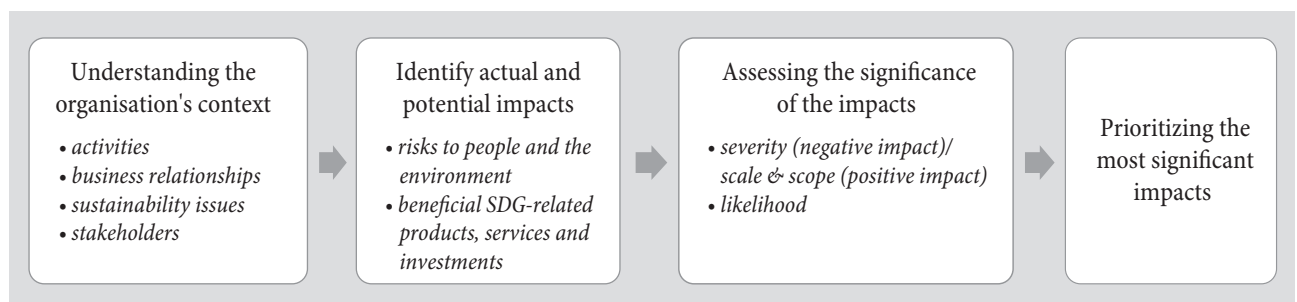 Understanding the
organisation's context
• activities
• business relationships
• sustainability issues
• stakeholders
Identify actual and
potential impacts
• risks to people and the
environment
• beneficial SDG-related
products, services and
investments
Assessing the significance
of the impacts
• severity (negative impact)/
scale & scope (positive impact)
• likelihood
Prioritizing the
most significant
impacts